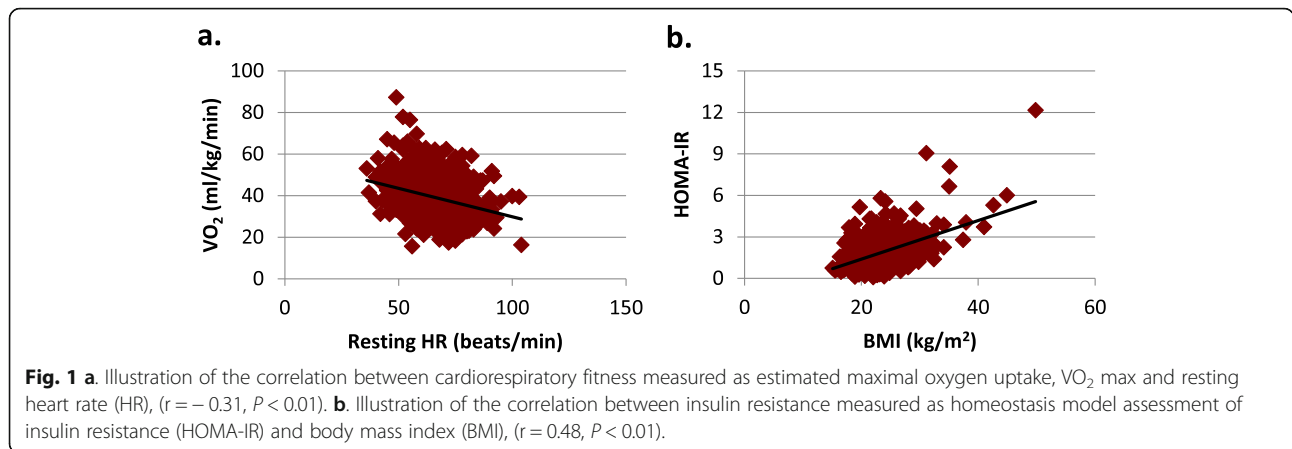 a.
100
80
60
40
20
0
VO₂ (ml/kg/min)
0 50 100 150
Resting HR (beats/min)
b.
15
12
9
6
3
0
HOMA-IR
0 20 40 60
BMI (kg/m²)
Fig. 1 a. Illustration of the correlation between cardiorespiratory fitness measured as estimated maximal oxygen uptake, VO₂ max and resting
heart rate (HR), (r = − 0.31, P < 0.01). b. Illustration of the correlation between insulin resistance measured as homeostasis model assessment of
insulin resistance (HOMA-IR) and body mass index (BMI), (r = 0.48, P < 0.01).